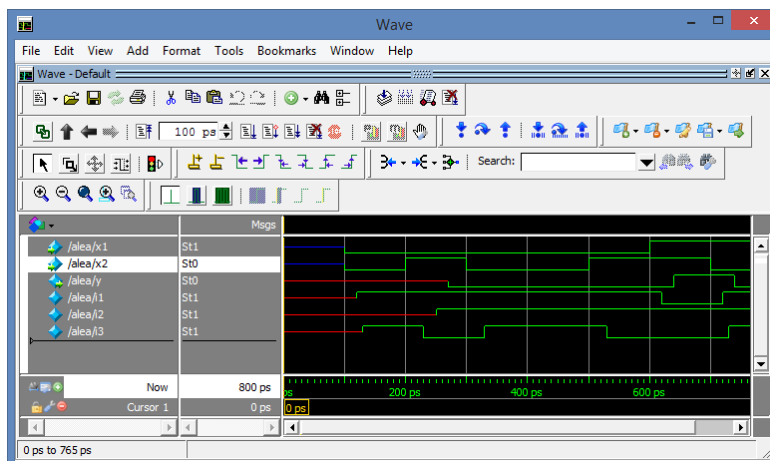 Wave
File Edit View Add Format Tools Bookmarks Window Help
Wave - Default
100 ps
Search:
Msgs
/alea/x1 St1
/alea/x2 St0
/alea/y St0
/alea/i1 St1
/alea/i2 St1
/alea/i3 St1
Now 800 ps
ps 200 ps 400 ps 600 ps
Cursor 1 0 ps 0 ps
0 ps to 765 ps